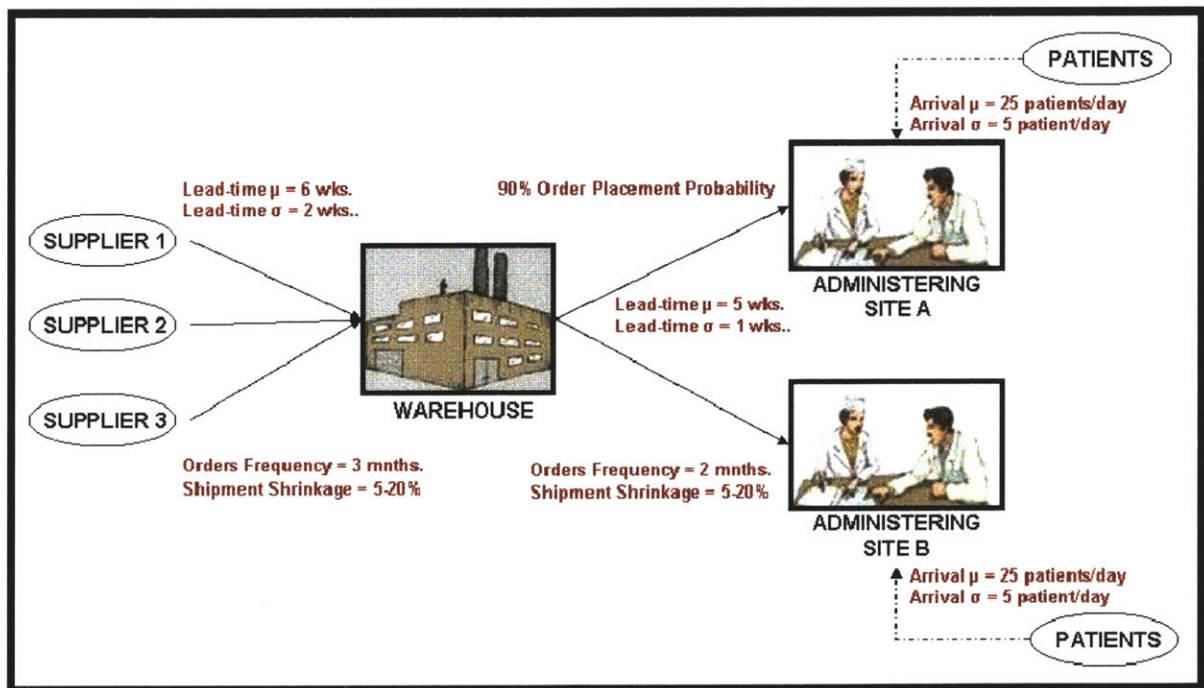 PATIENTS
Arrival µ = 25 patients/day
Arrival σ = 5 patient/day
Lead-time µ = 6 wks.
Lead-time σ = 2 wks..
90% Order Placement Probability
SUPPLIER 1
ADMINISTERING
SITE A
SUPPLIER 2
Lead-time µ = 5 wks.
Lead-time σ = 1 wks..
WAREHOUSE
SUPPLIER 3
Orders Frequency = 3 mnths.
Shipment Shrinkage = 5-20%
Orders Frequency = 2 mnths.
Shipment Shrinkage = 5-20%
ADMINISTERING
SITE B
Arrival µ = 25 patients/day
Arrival σ = 5 patient/day
PATIENTS